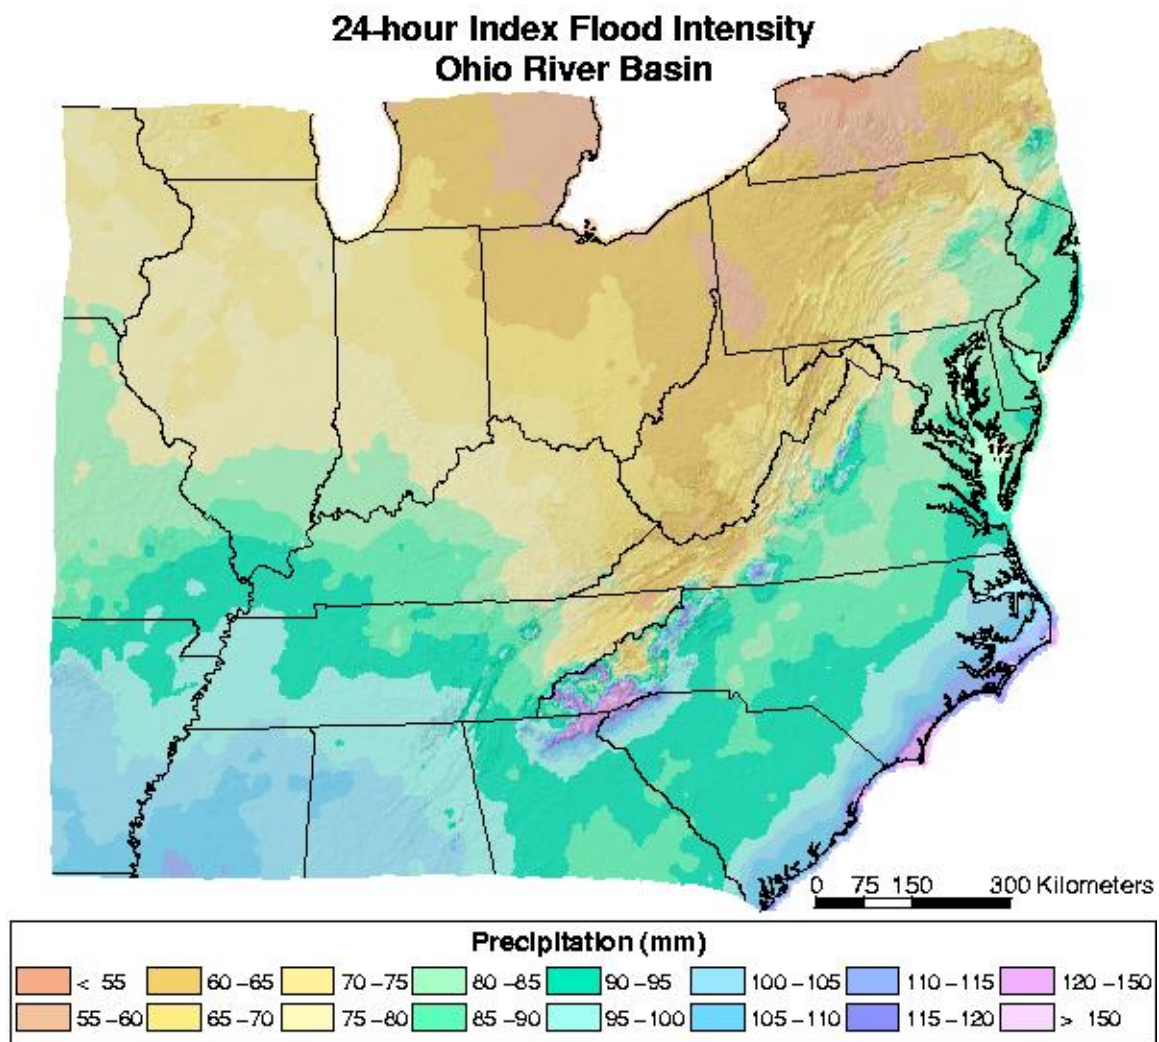 24-hour Index Flood Intensity
Ohio River Basin
0 75 150 300 Kilometers
Precipitation (mm)
< 55 60 -65 70 -75 80 -85 90 -95 100 -105 110 -115 120 -150
55 -60 65 -70 75 -80 85 -90 95 -100 105 -110 115 -120 > 150